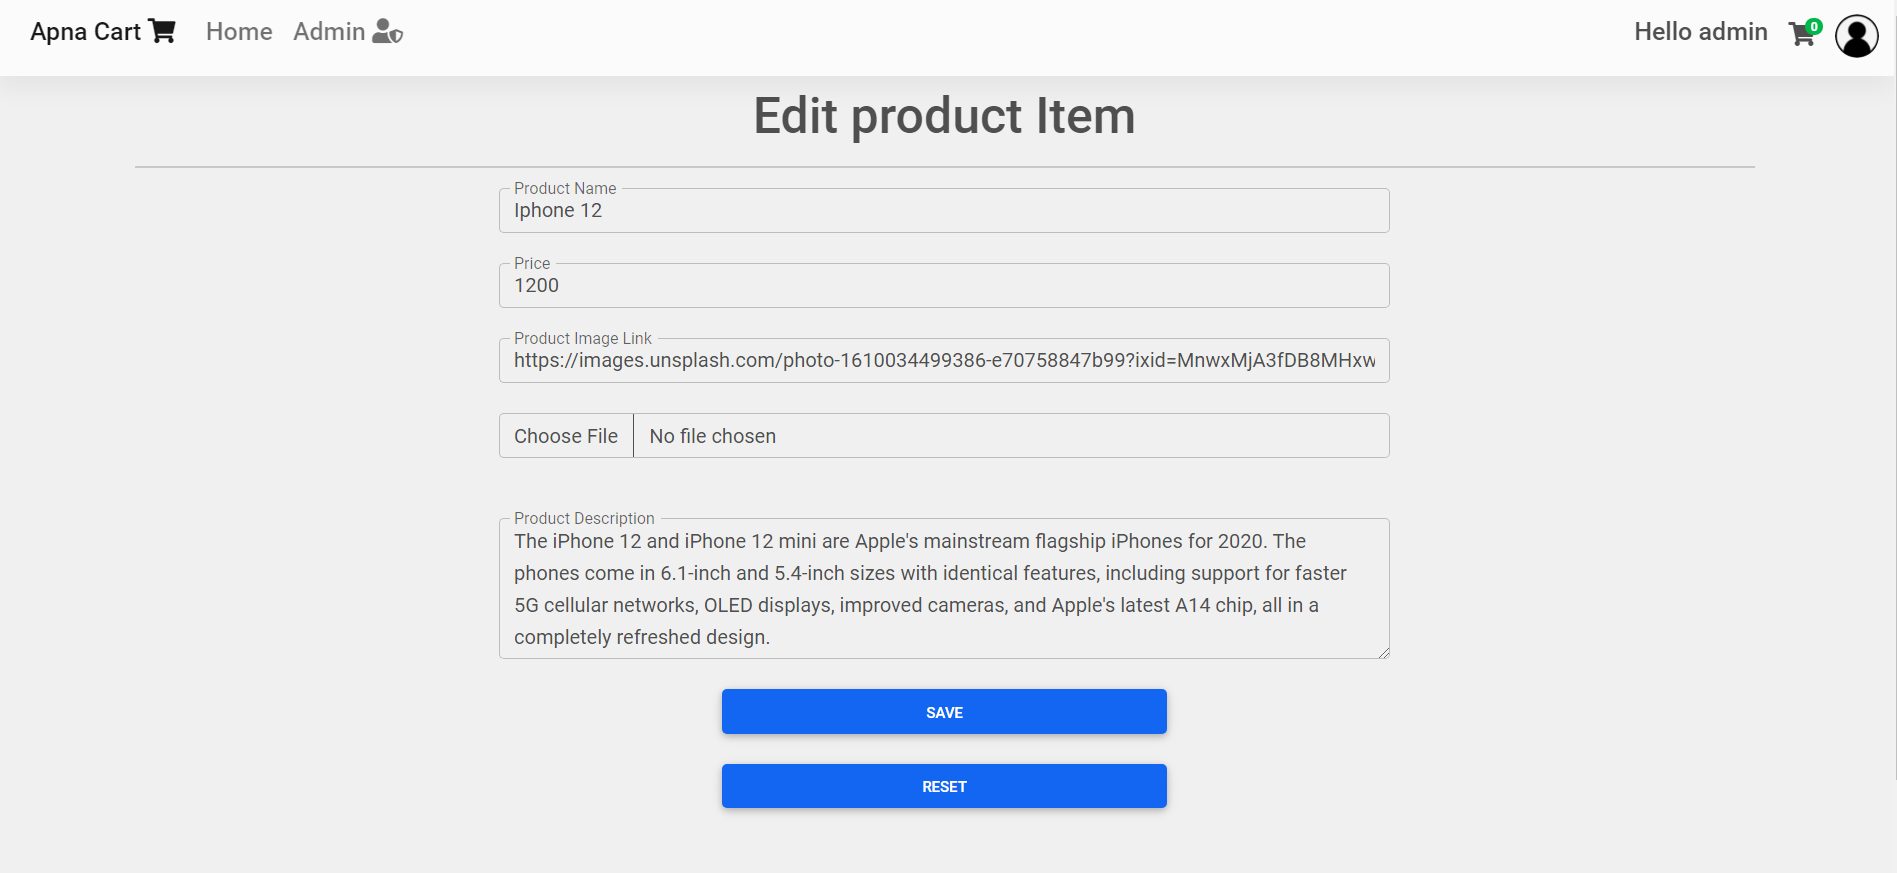 Apna Cart Home Admin Hello admin 0
Edit product Item
Product Name
Iphone 12
Price
1200
Product Image Link
https://images.unsplash.com/photo-1610034499386-e70758847b99?ixid=MnwxMjA3fDB8MHxw
Choose File No file chosen
Product Description
The iPhone 12 and iPhone 12 mini are Apple's mainstream flagship iPhones for 2020. The
phones come in 6.1-inch and 5.4-inch sizes with identical features, including support for faster
5G cellular networks, OLED displays, improved cameras, and Apple's latest A14 chip, all in a
completely refreshed design.
SAVE
RESET